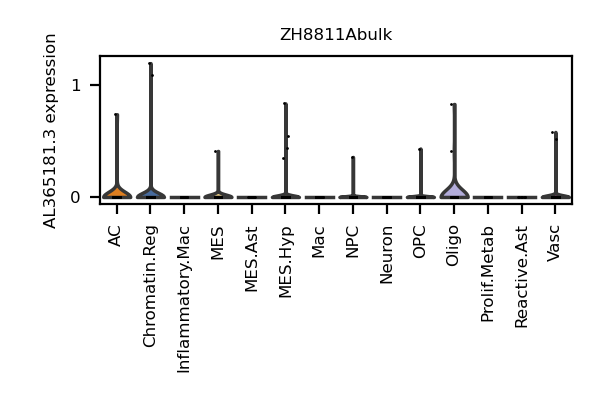 ZH8811Abulk
AL365181.3 expression
1
0
AC
Chromatin.Reg
Inflammatory.Mac
MES
MES.Ast
MES.Hyp
Mac
NPC
Neuron
OPC
Oligo
Prolif.Metab
Reactive.Ast
Vasc